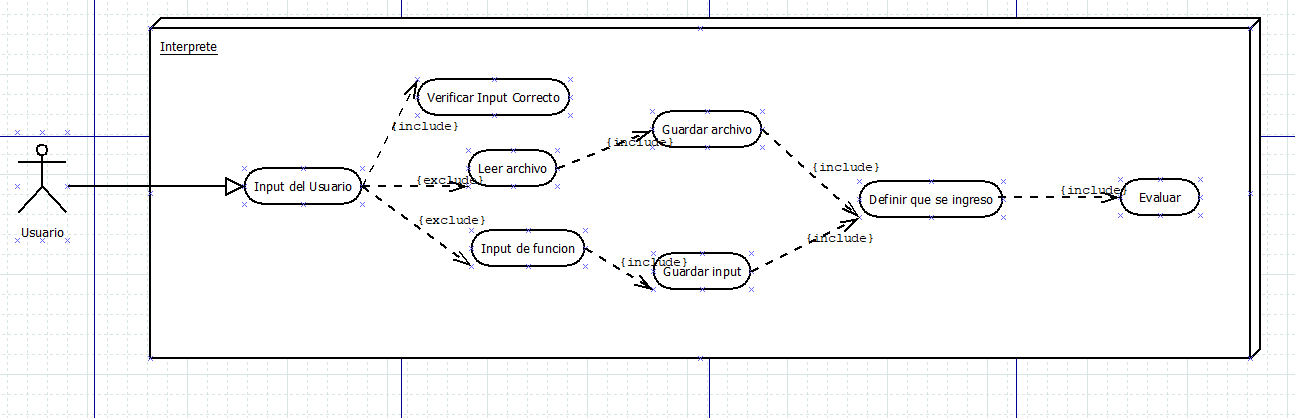 Interprete
Verificar Input Correcto
{include}
Guardar archivo
{include}
Leer archivo
{include}
{exclude}
Input del Usuario
Definir que se ingreso
{include}
Evaluar
{exclude}
Usuario
Input de funcion
{include}
{include}
Guardar input